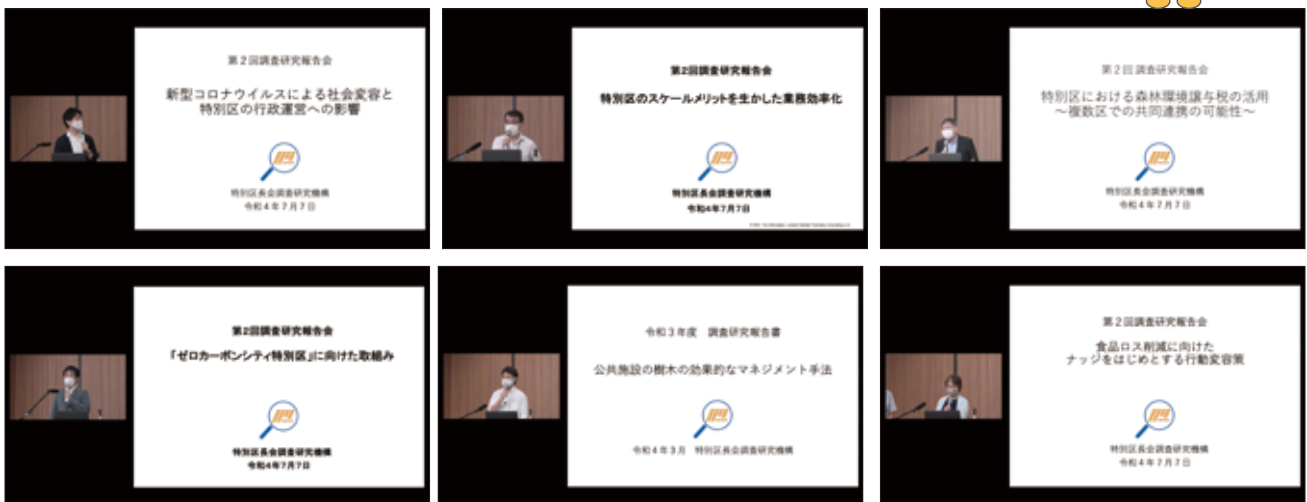 第2回調査研究報告会
新型コロナウイルスによる社会変容と
特別区の行政運営への影響
特別区長会調査研究機構
令和4年7月7日
第2回調査研究報告会
特別区のスケールメリットを生かした業務効率化
特別区長会調査研究機構
令和4年7月7日
第2回調査研究報告会
特別区における森林環境譲与税の活用
～複数区での共同連携の可能性～
特別区長会調査研究機構
令和4年7月7日
第2回調査研究報告会
「ゼロカーボンシティ特別区」に向けた取組み
特別区長会調査研究機構
令和4年7月7日
令和3年度 調査研究報告書
公共施設の樹木の効果的なマネジメント手法
令和4年3月 特別区長会調査研究機構
第2回調査研究報告会
食品ロス削減に向けた
ナッジをはじめとする行動変容策
特別区長会調査研究機構
令和4年7月7日